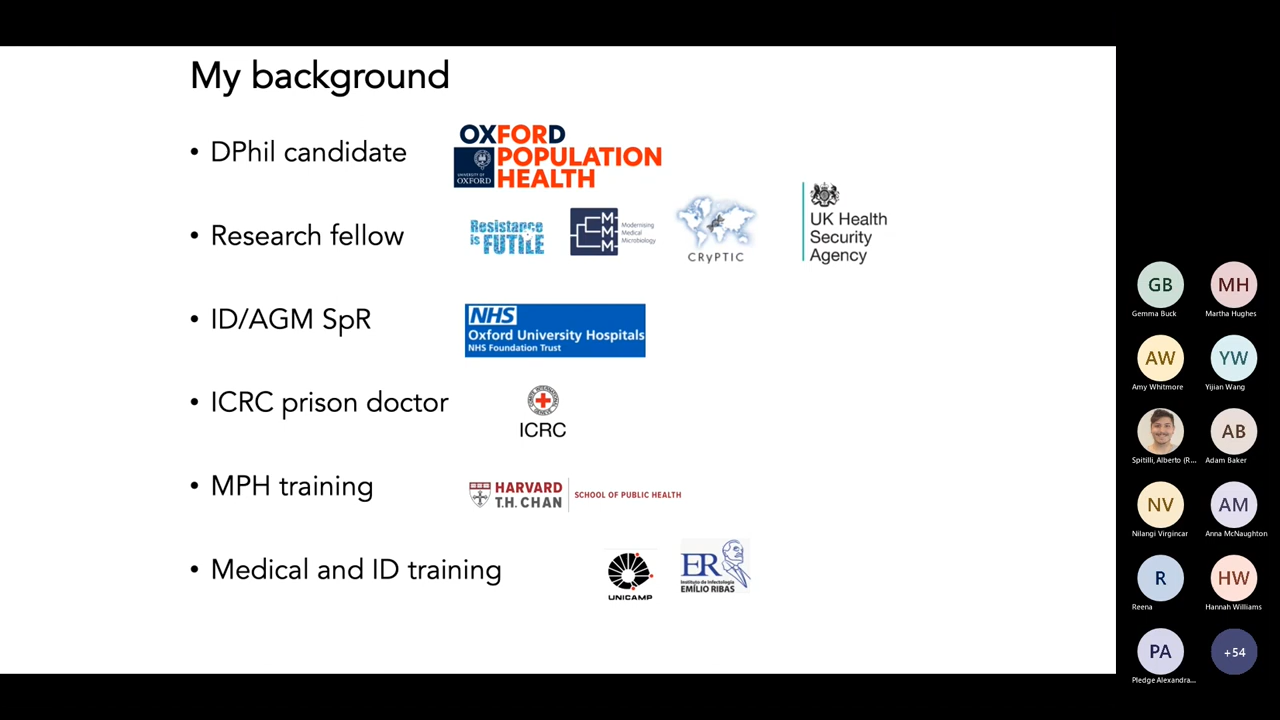 My background
• DPhil candidate
OXFORD
POPULATION
HEALTH
UNIVERSITY OF
OXFORD
• Research fellow
Resistance
is FUTILE
MMM
Modernising
Medical
Microbiology
CRyPTIC
UK Health
Security
Agency
• ID/AGM SpR
NHS
Oxford University Hospitals
NHS Foundation Trust
• ICRC prison doctor
COMITE INTERNATIONAL
GENEVE
ICRC
• MPH training
HARVARD
T.H. CHAN
SCHOOL OF PUBLIC HEALTH
• Medical and ID training
UNICAMP
ER
Instituto de Infectologia
EMÍLIO RIBAS
GB
Gemma Buck
MH
Martha Hughes
AW
Amy Whitmore
YW
Yijian Wang
Spitilli, Alberto (R...
AB
Adam Baker
NV
Nilangi Virgincar
AM
Anna McNaughton
R
Reena
HW
Hannah Williams
PA
Pledge Alexandra...
+54